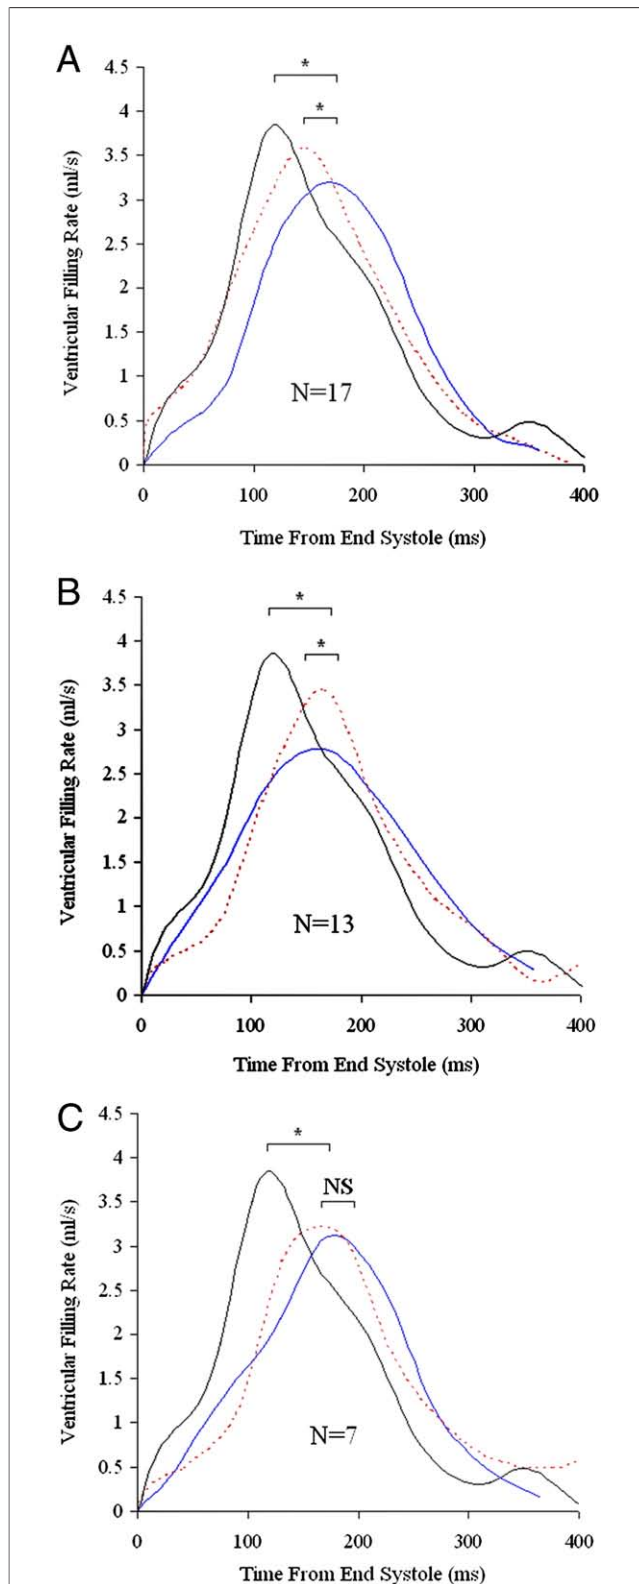 A
4.5
*
4
*
3.5
3
2.5
2
1.5
1
N=17
0.5
0
0 100 200 300 400
Ventricular Filling Rate (ml/s)
Time From End Systole (ms)
B
4.5
*
4
*
3.5
3
2.5
2
1.5
1
N=13
0.5
0
0 100 200 300 400
Ventricular Filling Rate (ml/s)
Time From End Systole (ms)
C
4.5
*
4
NS
3.5
3
2.5
2
1.5
1
N=7
0.5
0
0 100 200 300 400
Ventricular Filling Rate (ml/s)
Time From End Systole (ms)